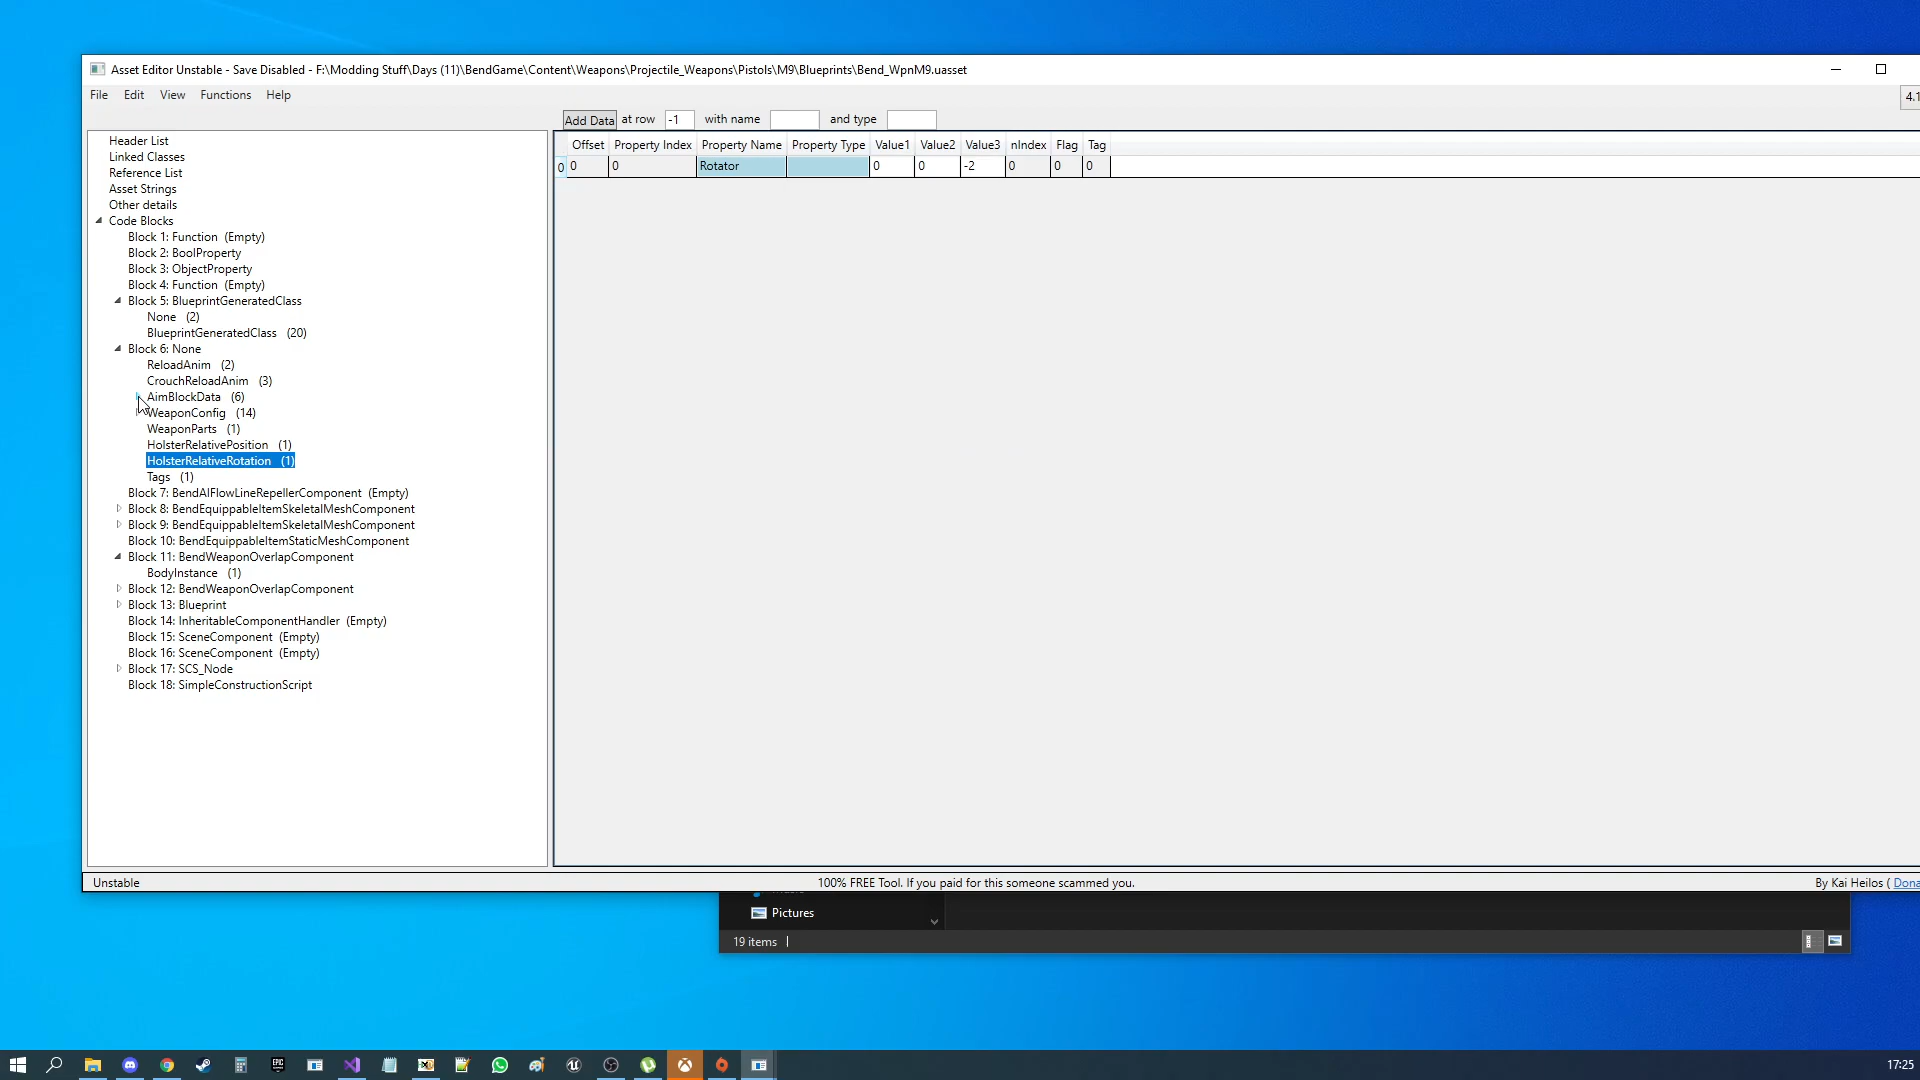 Asset Editor Unstable - Save Disabled - F:\Modding Stuff\Days (11)\BendGame\Content\Weapons\Projectile_Weapons\Pistols\M9\Blueprints\Bend_WpnM9.uasset
File Edit View Functions Help
4.1
Add Data at row -1 with name and type
Offset Property Index Property Name Property Type Value1 Value2 Value3 nIndex Flag Tag
0 0 0 Rotator 0 0 -2 0 0 0
Header List
Linked Classes
Reference List
Asset Strings
Other details
Code Blocks
Block 1: Function (Empty)
Block 2: BoolProperty
Block 3: ObjectProperty
Block 4: Function (Empty)
Block 5: BlueprintGeneratedClass
None (2)
BlueprintGeneratedClass (20)
Block 6: None
ReloadAnim (2)
CrouchReloadAnim (3)
AimBlockData (6)
WeaponConfig (14)
WeaponParts (1)
HolsterRelativePosition (1)
HolsterRelativeRotation (1)
Tags (1)
Block 7: BendAIFlowLineRepellerComponent (Empty)
Block 8: BendEquippableItemSkeletalMeshComponent
Block 9: BendEquippableItemSkeletalMeshComponent
Block 10: BendEquippableItemStaticMeshComponent
Block 11: BendWeaponOverlapComponent
BodyInstance (1)
Block 12: BendWeaponOverlapComponent
Block 13: Blueprint
Block 14: InheritableComponentHandler (Empty)
Block 15: SceneComponent (Empty)
Block 16: SceneComponent (Empty)
Block 17: SCS_Node
Block 18: SimpleConstructionScript
Unstable 100% FREE Tool. If you paid for this someone scammed you. By Kai Heilos ( Dona
Pictures
19 items
17:25